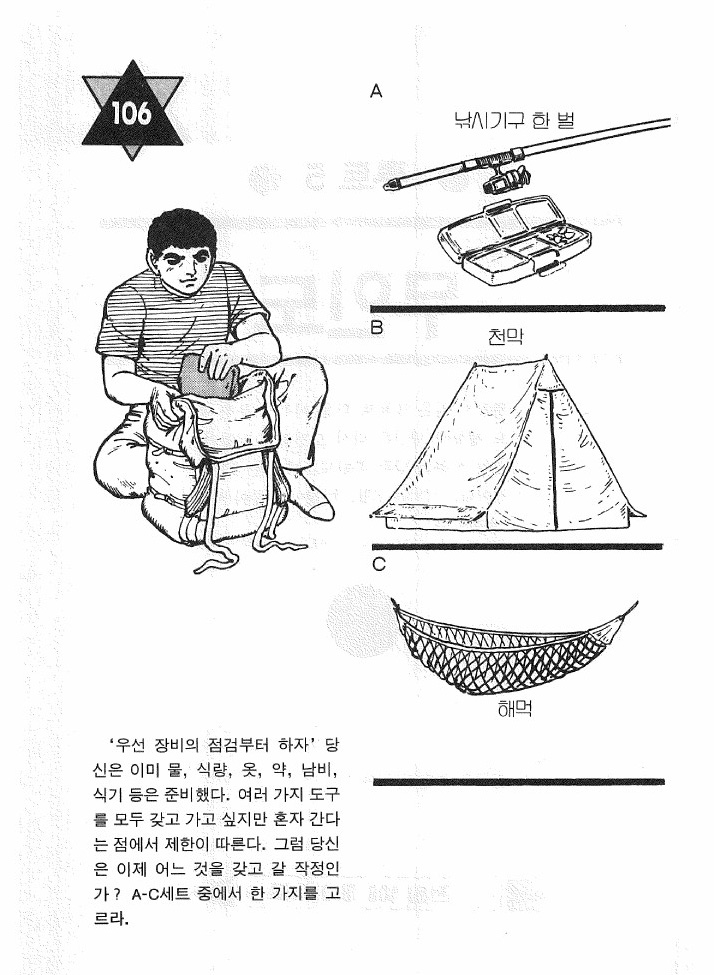 106
A
낚시기구 한 벌
B
천막
C
해먹
‘우선 장비의 점검부터 하자’ 당
신은 이미 물, 식량, 옷, 약, 남비,
식기 등은 준비했다. 여러 가지 도구
를 모두 갖고 가고 싶지만 혼자 간다
는 점에서 제한이 따른다. 그럼 당신
은 이제 어느 것을 갖고 갈 작정인
가? A-C세트 중에서 한 가지를 고
르라.